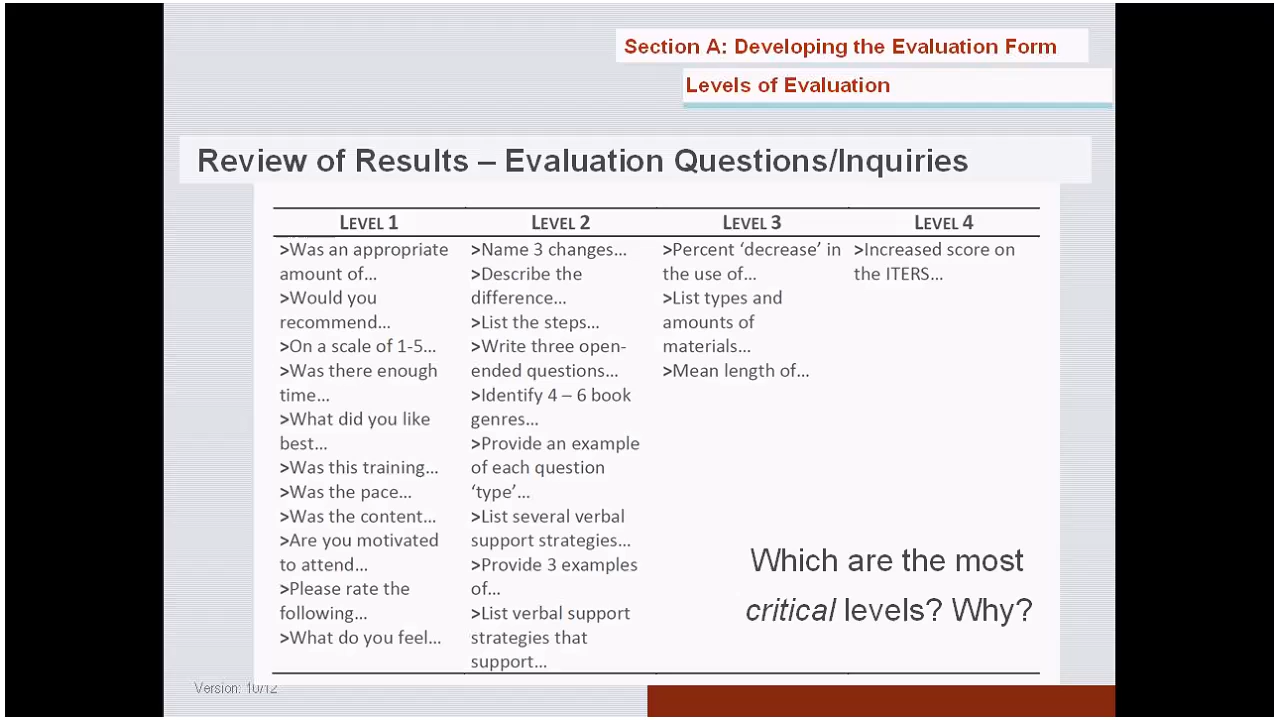 Section A: Developing the Evaluation Form
Levels of Evaluation
Review of Results – Evaluation Questions/Inquiries
LEVEL 1
>Was an appropriate
amount of…
>Would you
recommend…
>On a scale of 1-5…
>Was there enough
time…
>What did you like
best…
>Was this training…
>Was the pace…
>Was the content…
>Are you motivated
to attend…
>Please rate the
following…
>What do you feel…
LEVEL 2
>Name 3 changes…
>Describe the
difference…
>List the steps…
>Write three open-
ended questions…
>Identify 4 – 6 book
genres…
>Provide an example
of each question
‘type’…
>List several verbal
support strategies…
>Provide 3 examples
of…
>List verbal support
strategies that
support…
LEVEL 3
>Percent ‘decrease’ in
the use of…
>List types and
amounts of
materials…
>Mean length of…
LEVEL 4
>Increased score on
the ITERS…
Which are the most
critical levels? Why?
Version: 10/12